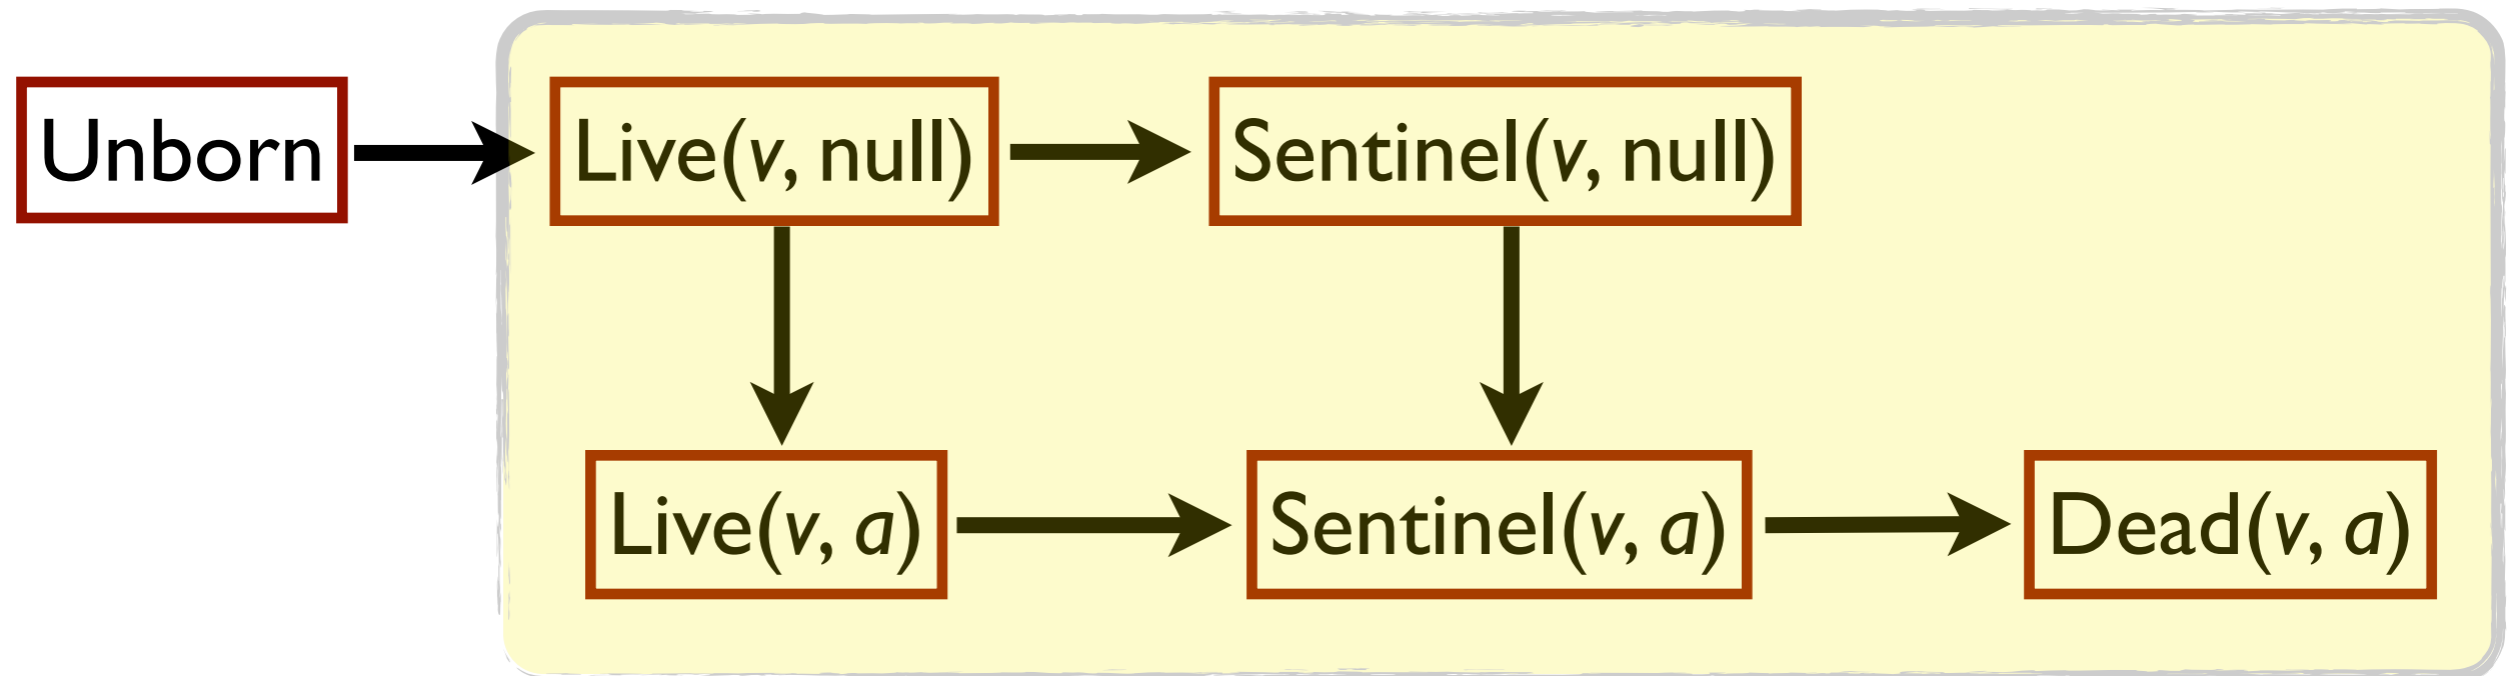 Unborn
Live(v, null)
Sentinel(v, null)
Live(v, a)
Sentinel(v, a)
Dead(v, a)